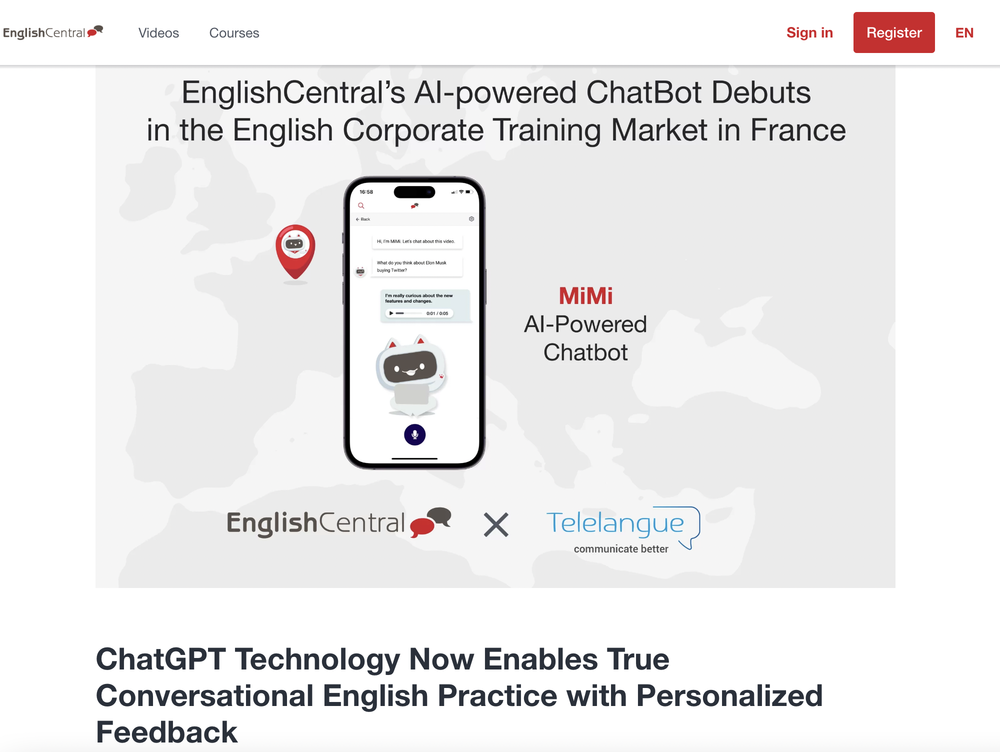 EnglishCentral
Videos
Courses
Sign in
Register
EN
EnglishCentral's AI-powered ChatBot Debuts
in the English Corporate Training Market in France
16:58
Back
Hi, I'm MiMi. Let's chat about this video.
What do you think about Elon Musk
buying Twitter?
I'm really curious about the new
features and changes.
0:01 / 0:05
MiMi
AI-Powered
Chatbot
EnglishCentral
Telelangue
communicate better
ChatGPT Technology Now Enables True
Conversational English Practice with Personalized
Feedback